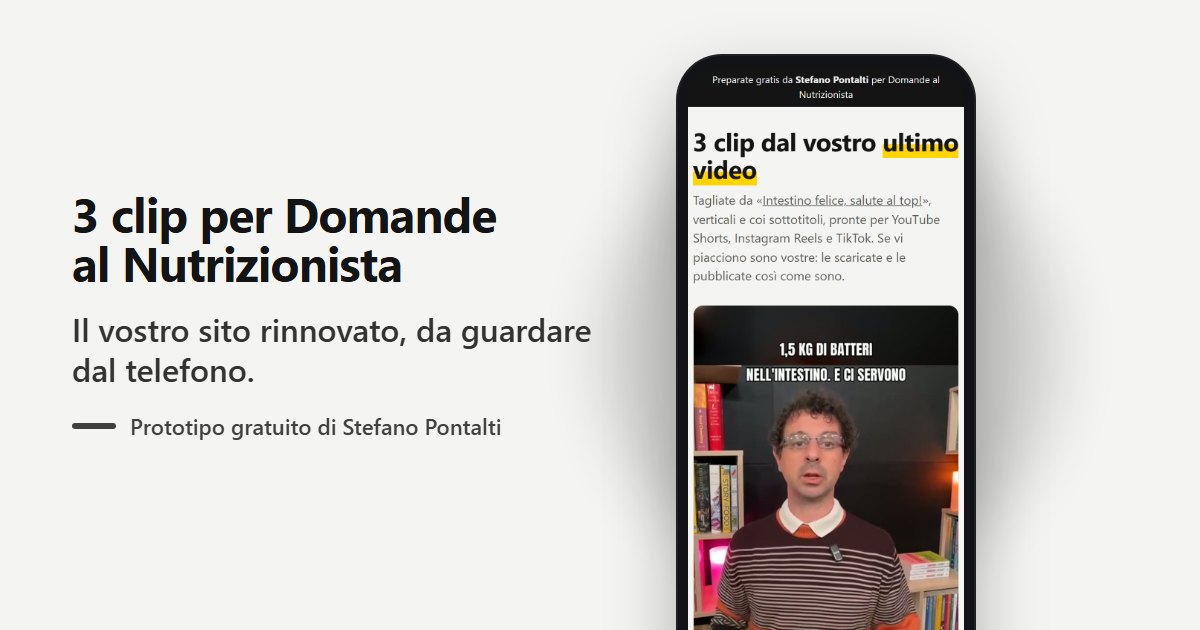 3 clip per Domande
al Nutrizionista
Il vostro sito rinnovato, da guardare
dal telefono.
Prototipo gratuito di Stefano Pontalti
Preparate gratis da Stefano Pontalti per Domande al
Nutrizionista
3 clip dal vostro ultimo
video
Tagliate da «Intestino felice, salute al top!»,
verticali e coi sottotitoli, pronte per YouTube
Shorts, Instagram Reels e TikTok. Se vi
piacciono sono vostre: le scaricate e le
pubblicate così come sono.
1,5 KG DI BATTERI
NELL'INTESTINO. E CI SERVONO